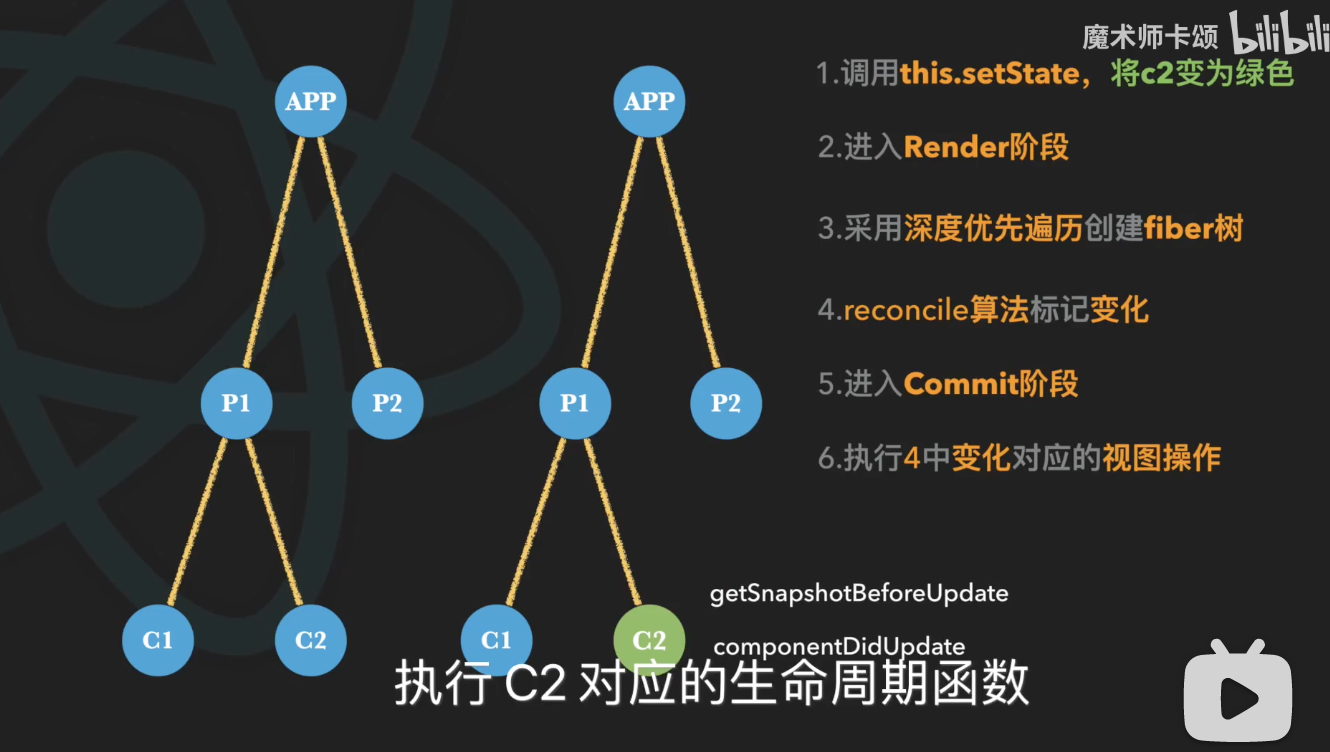 魔术师卡颂 bilibili
1.调用this.setState，将c2变为绿色
APP
APP
2.进入Render阶段
3.采用深度优先遍历创建fiber树
4.reconcile算法标记变化
5.进入Commit阶段
P1
P2
P1
P2
6.执行4中变化对应的视图操作
getSnapshotBeforeUpdate
C1
C2
C1
C2
componentDidUpdate
执行 C2 对应的生命周期函数